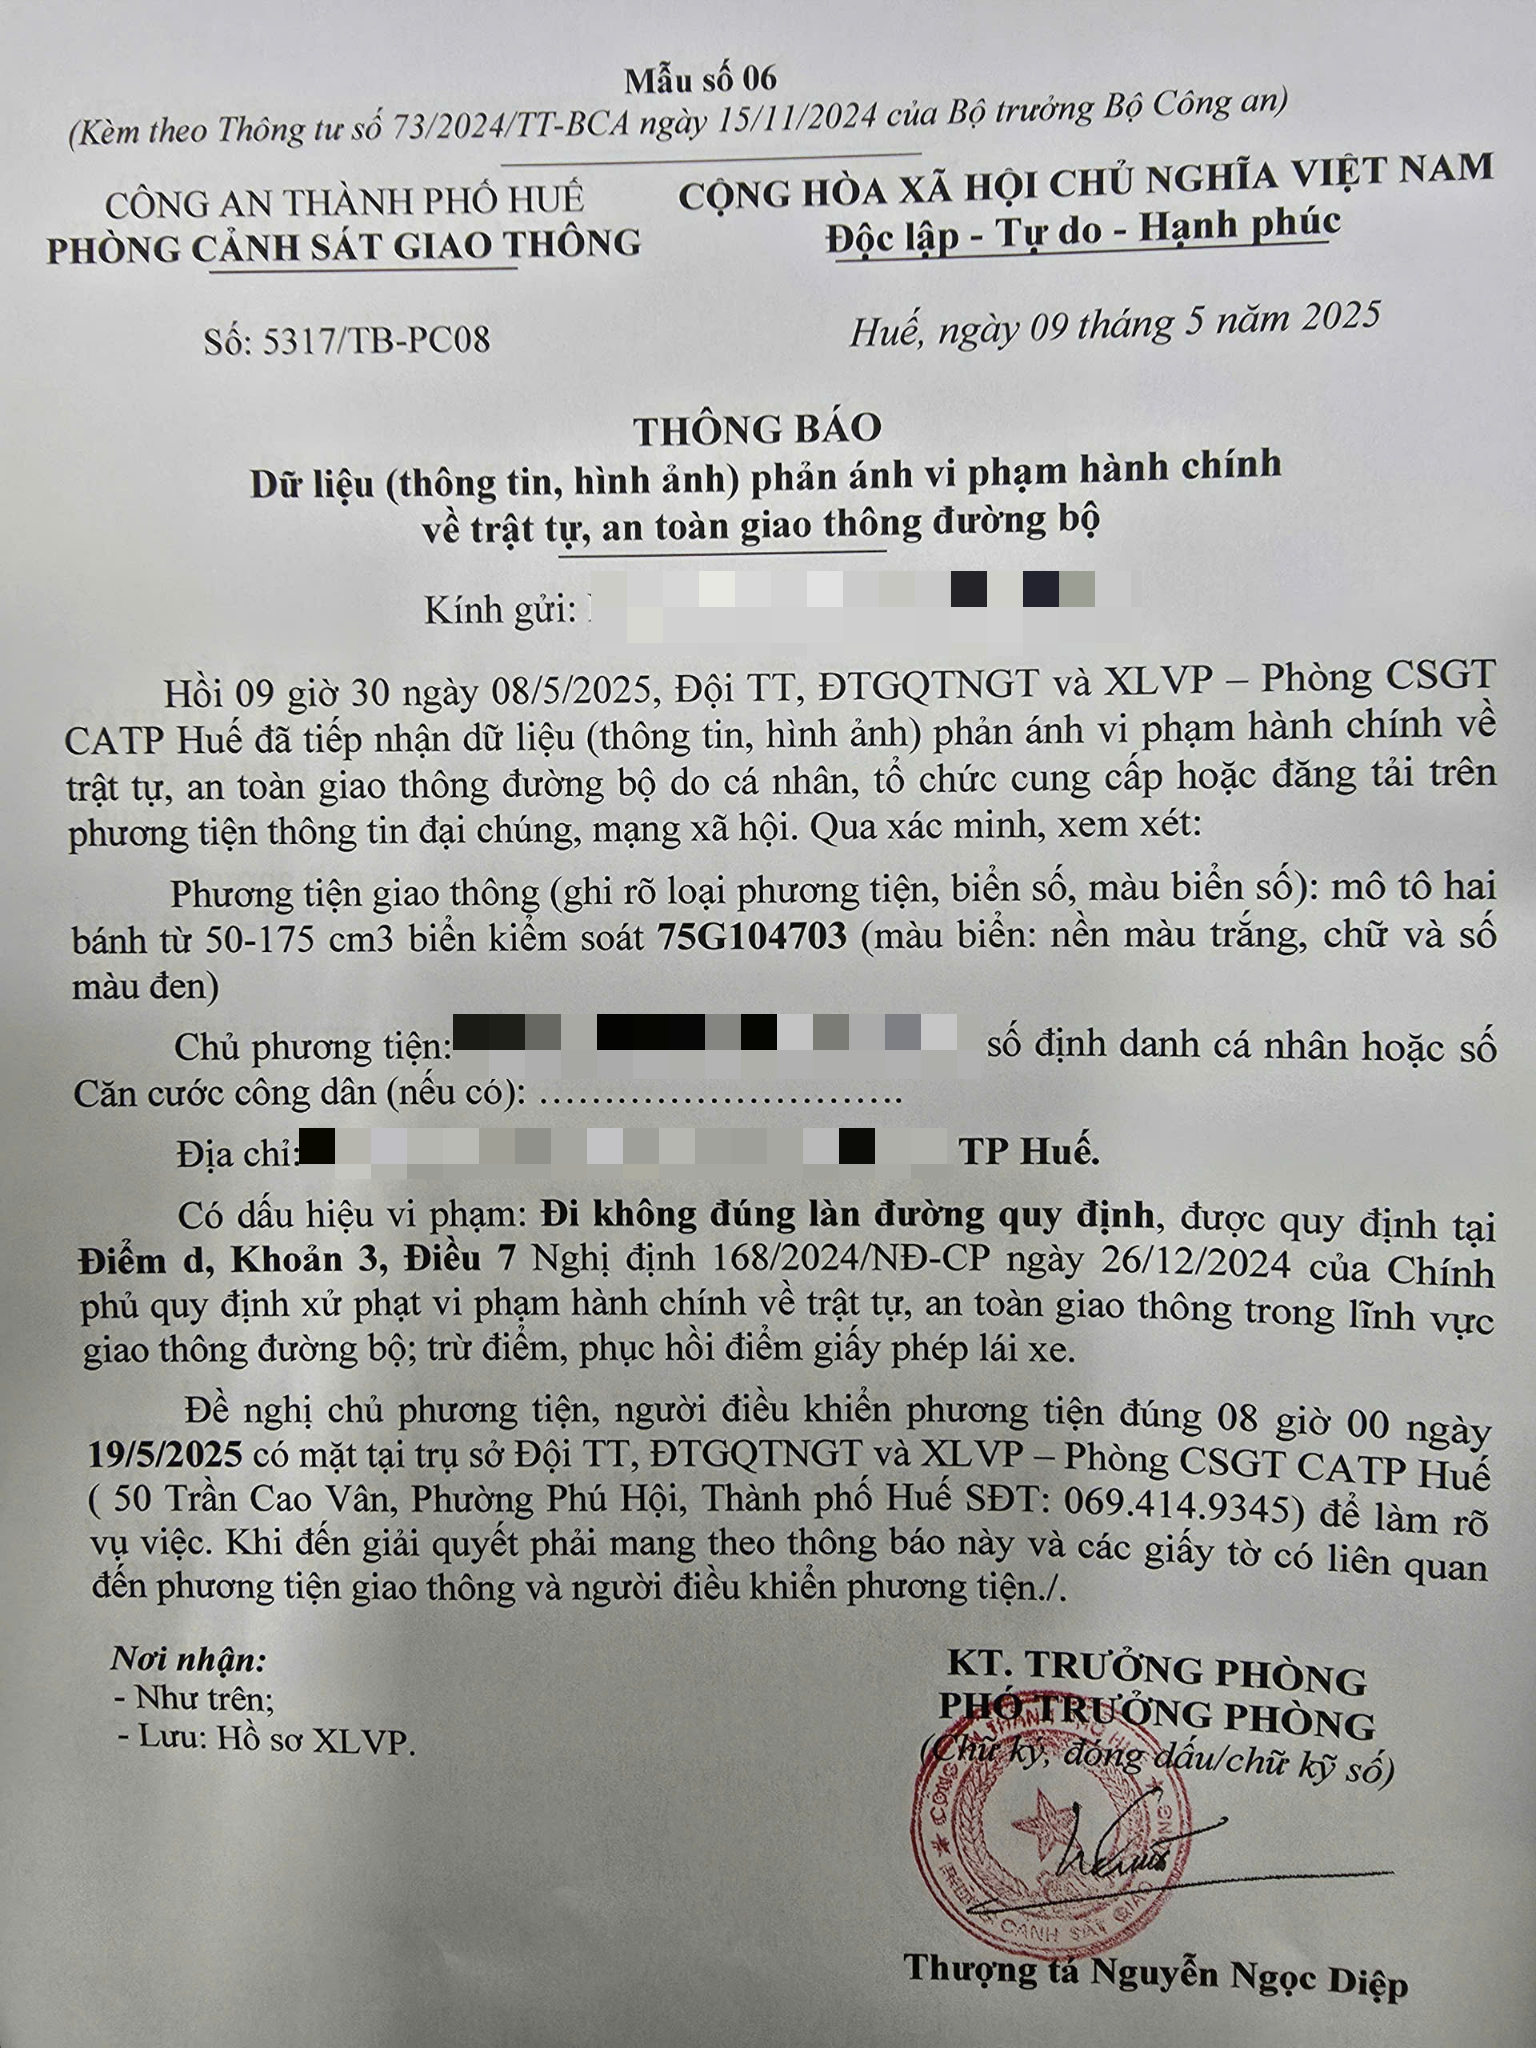 Mẫu số 06
(Kèm theo Thông tư số 73/2024/TT-BCA ngày 15/11/2024 của Bộ trưởng Bộ Công an)
CÔNG AN THÀNH PHỐ HUẾ
PHÒNG CẢNH SÁT GIAO THÔNG
CỘNG HÒA XÃ HỘI CHỦ NGHĨA VIỆT NAM
Độc lập - Tự do - Hạnh phúc
Số: 5317/TB-PC08
Huế, ngày 09 tháng 5 năm 2025
THÔNG BÁO
Dữ liệu (thông tin, hình ảnh) phản ánh vi phạm hành chính
về trật tự, an toàn giao thông đường bộ
Kính gửi:
Hồi 09 giờ 30 ngày 08/5/2025, Đội TT, ĐTGQTNGT và XLVP – Phòng CSGT
CATP Huế đã tiếp nhận dữ liệu (thông tin, hình ảnh) phản ánh vi phạm hành chính về
trật tự, an toàn giao thông đường bộ do cá nhân, tổ chức cung cấp hoặc đăng tải trên
phương tiện thông tin đại chúng, mạng xã hội. Qua xác minh, xem xét:
Phương tiện giao thông (ghi rõ loại phương tiện, biển số, màu biển số): mô tô hai
bánh từ 50-175 cm3 biển kiểm soát 75G104703 (màu biển: nền màu trắng, chữ và số
màu đen)
Chủ phương tiện: số định danh cá nhân hoặc số
Căn cước công dân (nếu có): ............................
Địa chỉ: TP Huế.
Có dấu hiệu vi phạm: Đi không đúng làn đường quy định, được quy định tại
Điểm d, Khoản 3, Điều 7 Nghị định 168/2024/NĐ-CP ngày 26/12/2024 của Chính
phủ quy định xử phạt vi phạm hành chính về trật tự, an toàn giao thông trong lĩnh vực
giao thông đường bộ; trừ điểm, phục hồi điểm giấy phép lái xe.
Đề nghị chủ phương tiện, người điều khiển phương tiện đúng 08 giờ 00 ngày
19/5/2025 có mặt tại trụ sở Đội TT, ĐTGQTNGT và XLVP – Phòng CSGT CATP Huế
( 50 Trần Cao Vân, Phường Phú Hội, Thành phố Huế SĐT: 069.414.9345) để làm rõ
vụ việc. Khi đến giải quyết phải mang theo thông báo này và các giấy tờ có liên quan
đến phương tiện giao thông và người điều khiển phương tiện./.
Nơi nhận:
- Như trên;
- Lưu: Hồ sơ XLVP.
KT. TRƯỞNG PHÒNG
PHÓ TRƯỞNG PHÒNG
(Chữ ký, đóng dấu/chữ kỹ số)
CẢNH SÁT GIAO
Thượng tá Nguyễn Ngọc Diệp